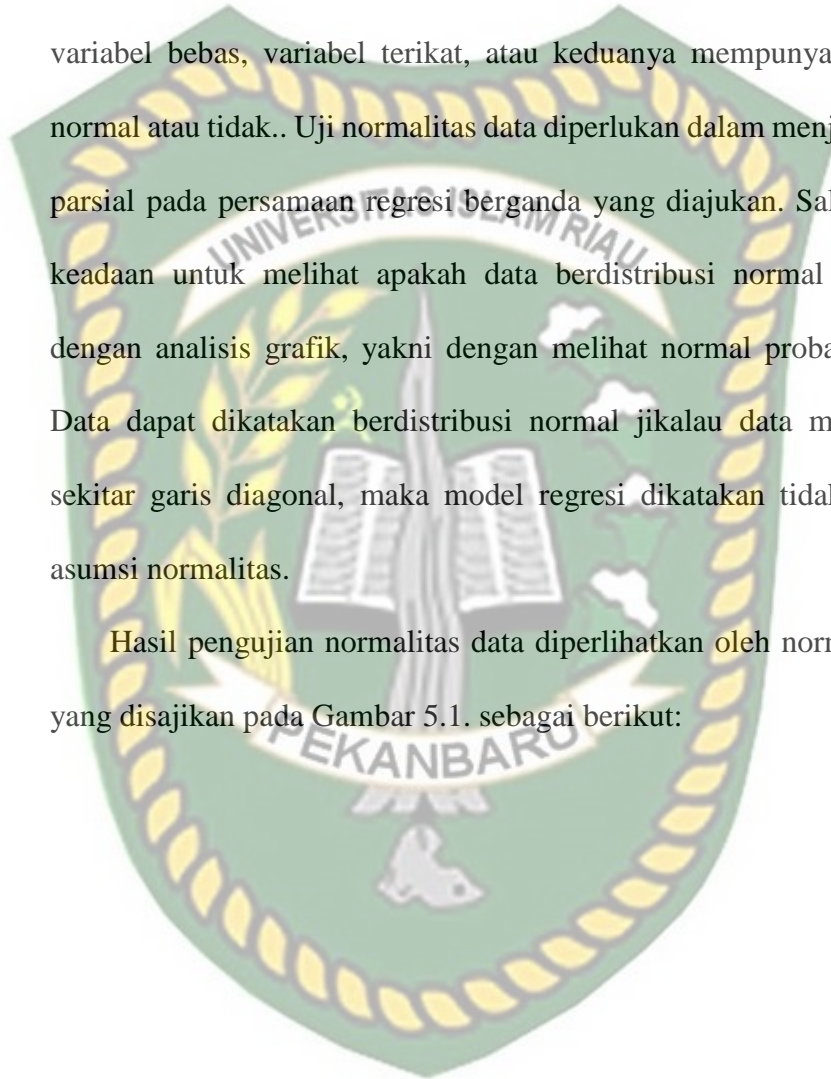 variabel bebas, variabel terikat, atau keduanya mempunya
normal atau tidak.. Uji normalitas data diperlukan dalam menj
parsial pada persamaan regresi berganda yang diajukan. Sal
UNIVERSITAS ISLAM RIAU
keadaan untuk melihat apakah data berdistribusi normal
dengan analisis grafik, yakni dengan melihat normal proba
Data dapat dikatakan berdistribusi normal jikalau data m
sekitar garis diagonal, maka model regresi dikatakan tidal
asumsi normalitas.
Hasil pengujian normalitas data diperlihatkan oleh norr
yang disajikan pada Gambar 5.1. sebagai berikut:
PEKANBARU